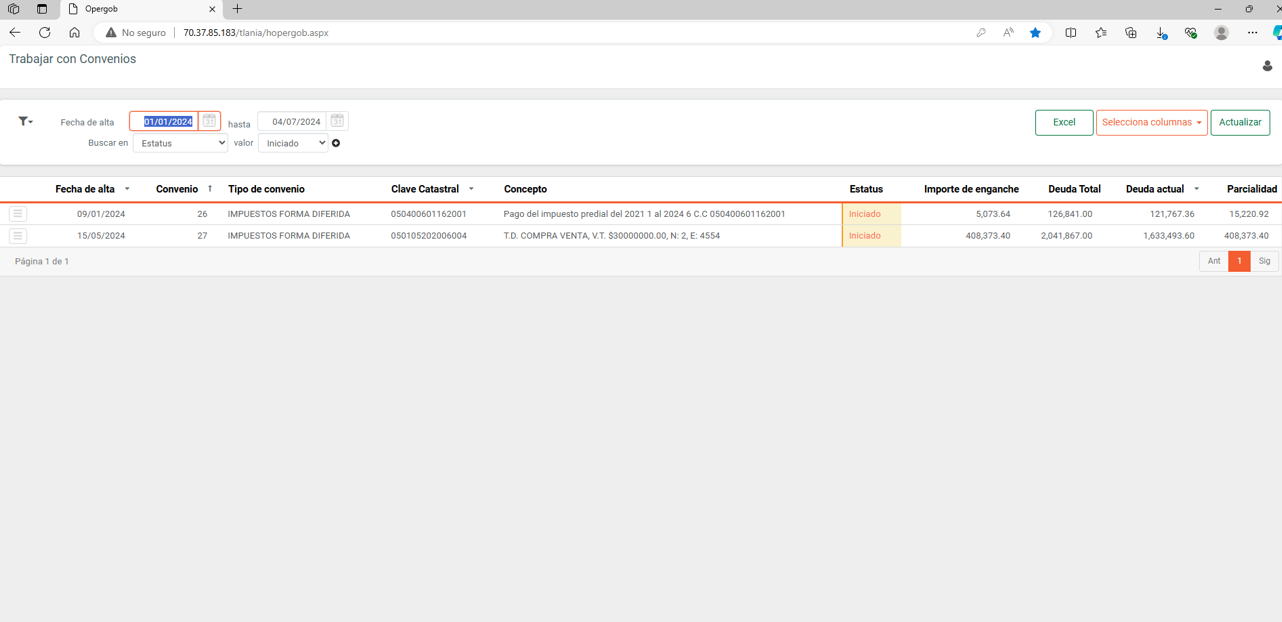 Opergob
No seguro 70.37.85.183/tlania/hopergob.aspx
Trabajar con Convenios
Fecha de alta 01/01/2024 hasta 04/07/2024 Excel Selecciona columnas Actualizar
Buscar en Estatus valor Iniciado
Fecha de alta Convenio ↑ Tipo de convenio Clave Catastral Concepto Estatus Importe de enganche Deuda Total Deuda actual Parcialidad
09/01/2024 26 IMPUESTOS FORMA DIFERIDA 050400601162001 Pago del impuesto predial del 2021 1 al 2024 6 C.C 050400601162001 Iniciado 5,073.64 126,841.00 121,767.36 15,220.92
15/05/2024 27 IMPUESTOS FORMA DIFERIDA 050105202006004 T.D. COMPRA VENTA, V.T. $30000000.00, N: 2, E: 4554 Iniciado 408,373.40 2,041,867.00 1,633,493.60 408,373.40
Página 1 de 1 Ant 1 Sig